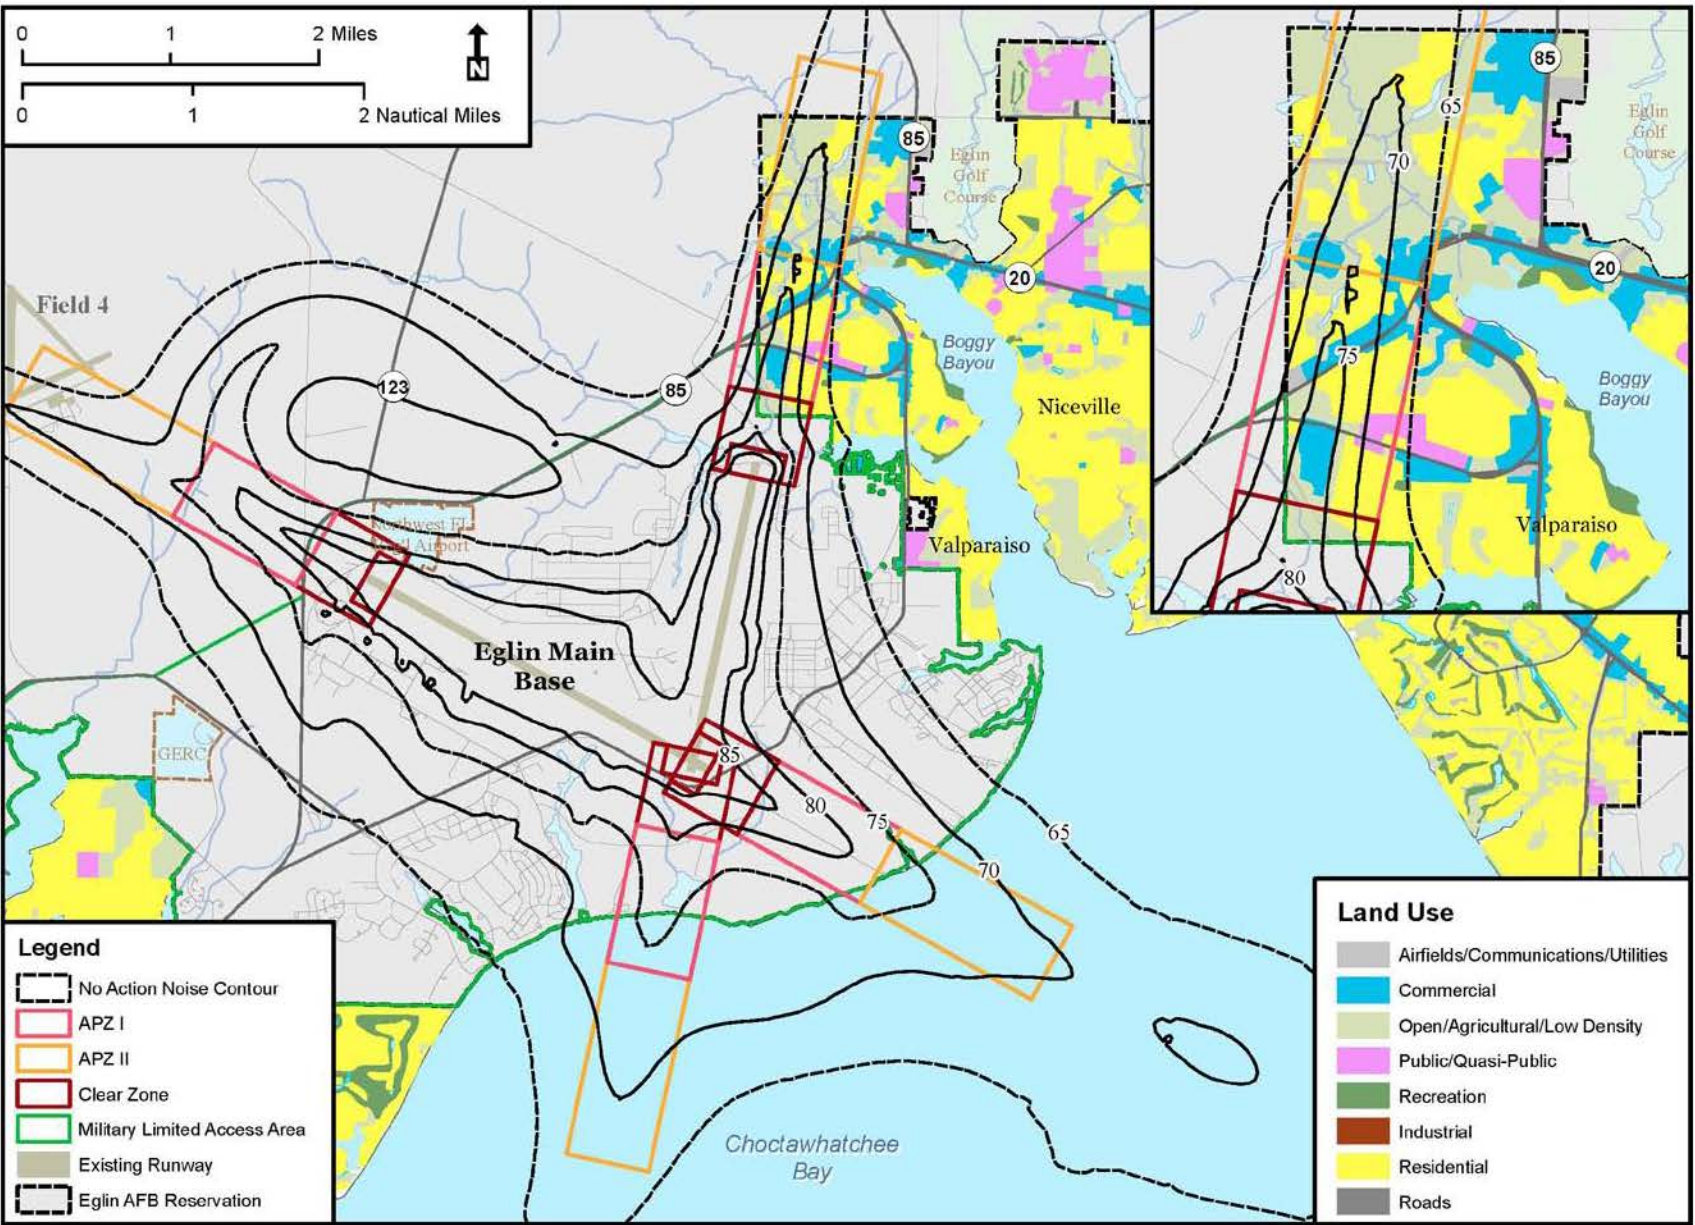 0 1 2 Miles
N
0 1 2 Nautical Miles
85
Eglin
Golf
Course
20
Field 4
123
85
Boggy
Bayou
Niceville
Northwest Fl
Airport
Valparaiso
Eglin Main
Base
GERC
85
80
75
70
65
Choctawhatchee
Bay
85
65
Eglin
Golf
Course
70
20
75
Boggy
Bayou
Valparaiso
80
Legend
No Action Noise Contour
APZ I
APZ II
Clear Zone
Military Limited Access Area
Existing Runway
Eglin AFB Reservation
Land Use
Airfields/Communications/Utilities
Commercial
Open/Agricultural/Low Density
Public/Quasi-Public
Recreation
Industrial
Residential
Roads